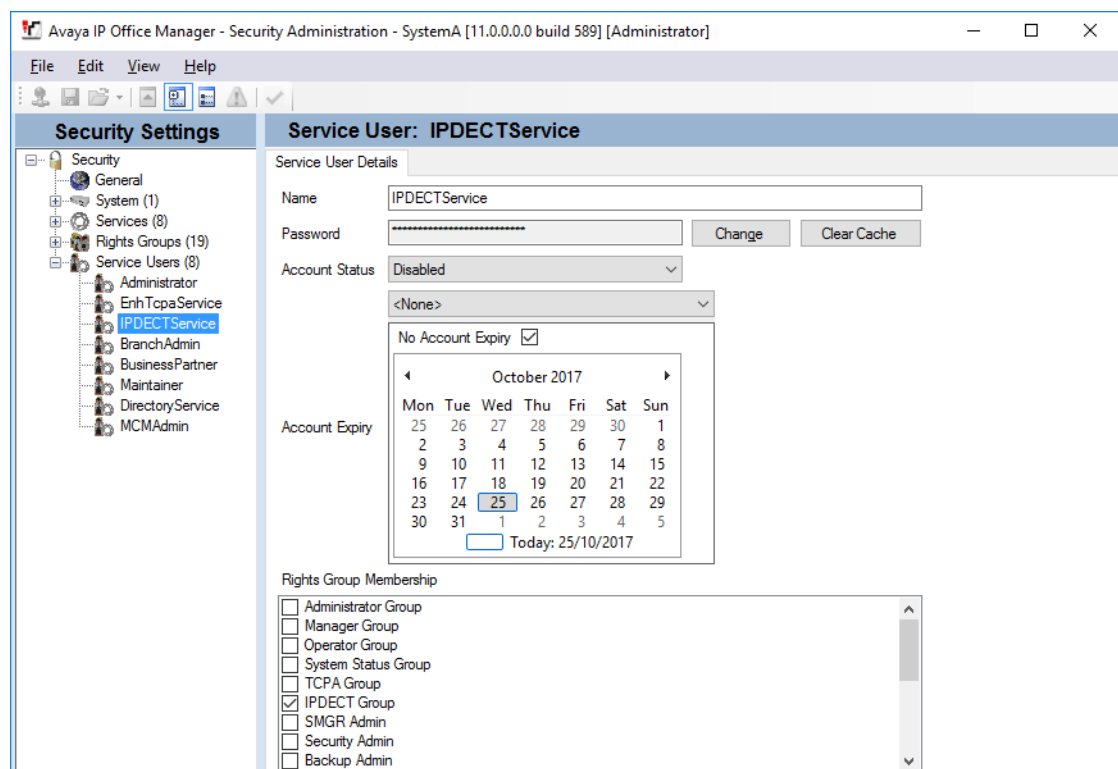 Avaya IP Office Manager - Security Administration - SystemA [11.0.0.0.0 build 589] [Administrator]
File Edit View Help
Security Settings
Security
General
System (1)
Services (8)
Rights Groups (19)
Service Users (8)
Administrator
EnhTcpaService
IPDECTService
BranchAdmin
BusinessPartner
Maintainer
DirectoryService
MCMAdmin
Service User: IPDECTService
Service User Details
Name IPDECTService
Password *************************** Change Clear Cache
Account Status Disabled
<None>
No Account Expiry
Account Expiry
October 2017
Mon Tue Wed Thu Fri Sat Sun
25 26 27 28 29 30 1
2 3 4 5 6 7 8
9 10 11 12 13 14 15
16 17 18 19 20 21 22
23 24 25 26 27 28 29
30 31 1 2 3 4 5
Today: 25/10/2017
Rights Group Membership
Administrator Group
Manager Group
Operator Group
System Status Group
TCPA Group
IPDECT Group
SMGR Admin
Security Admin
Backup Admin